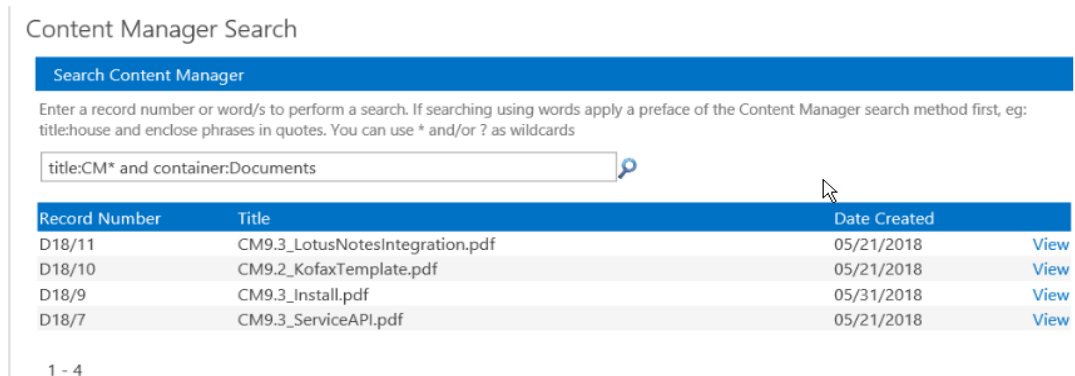 Content Manager Search
Search Content Manager
Enter a record number or word/s to perform a search. If searching using words apply a preface of the Content Manager search method first, eg:
title:house and enclose phrases in quotes. You can use * and/or ? as wildcards
title:CM* and container:Documents
Record Number Title Date Created
D18/11 CM9.3_LotusNotesIntegration.pdf 05/21/2018 View
D18/10 CM9.2_KofaxTemplate.pdf 05/21/2018 View
D18/9 CM9.3_Install.pdf 05/31/2018 View
D18/7 CM9.3_ServiceAPI.pdf 05/21/2018 View
1 - 4